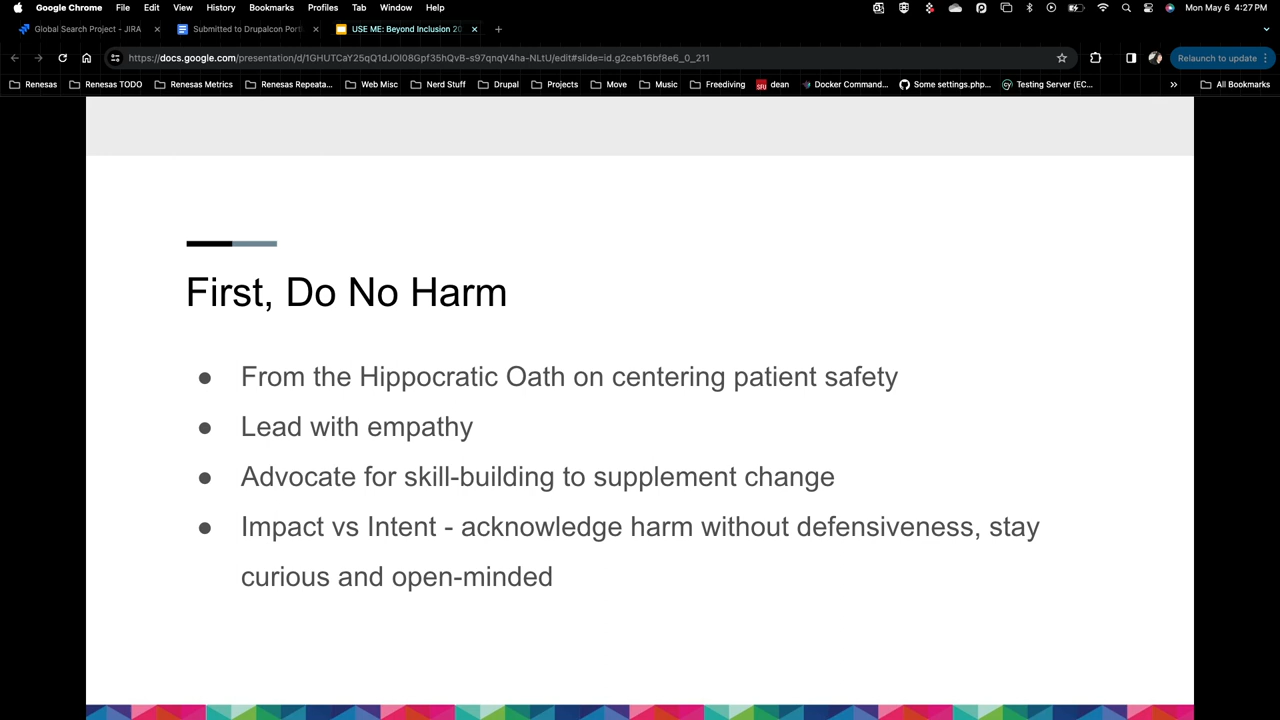 Google Chrome File Edit View History Bookmarks Profiles Tab Window Help Mon May 6 4:27 PM
Global Search Project - JIRA Submitted to Drupalcon Port USE ME: Beyond Inclusion 20
https://docs.google.com/presentation/d/1GHUTCaY25qQ1dJOI08Gpf35hQvB-s97qnqV4ha-NLtU/edit#slide=id.g2ceb16bf8e6_0_211 Relaunch to update
Renesas Renesas TODO Renesas Metrics Renesas Repeata... Web Misc Nerd Stuff Drupal Projects Move Music Freediving SFU dean Docker Command... Some settings.php... Testing Server (EC... » All Bookmarks
First, Do No Harm
● From the Hippocratic Oath on centering patient safety
● Lead with empathy
● Advocate for skill-building to supplement change
● Impact vs Intent - acknowledge harm without defensiveness, stay
curious and open-minded